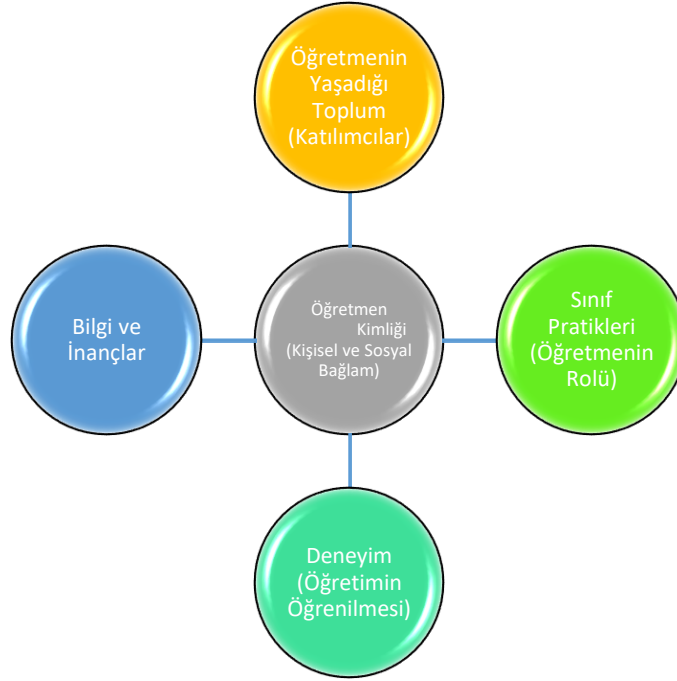 Öğretmenin
Yaşadığı
Toplum
(Katılımcılar)
Bilgi ve
İnançlar
Öğretmen
Kimliği
(Kişisel ve Sosyal
Bağlam)
Sınıf
Pratikleri
(Öğretmenin
Rolü)
Deneyim
(Öğretimin
Öğrenilmesi)